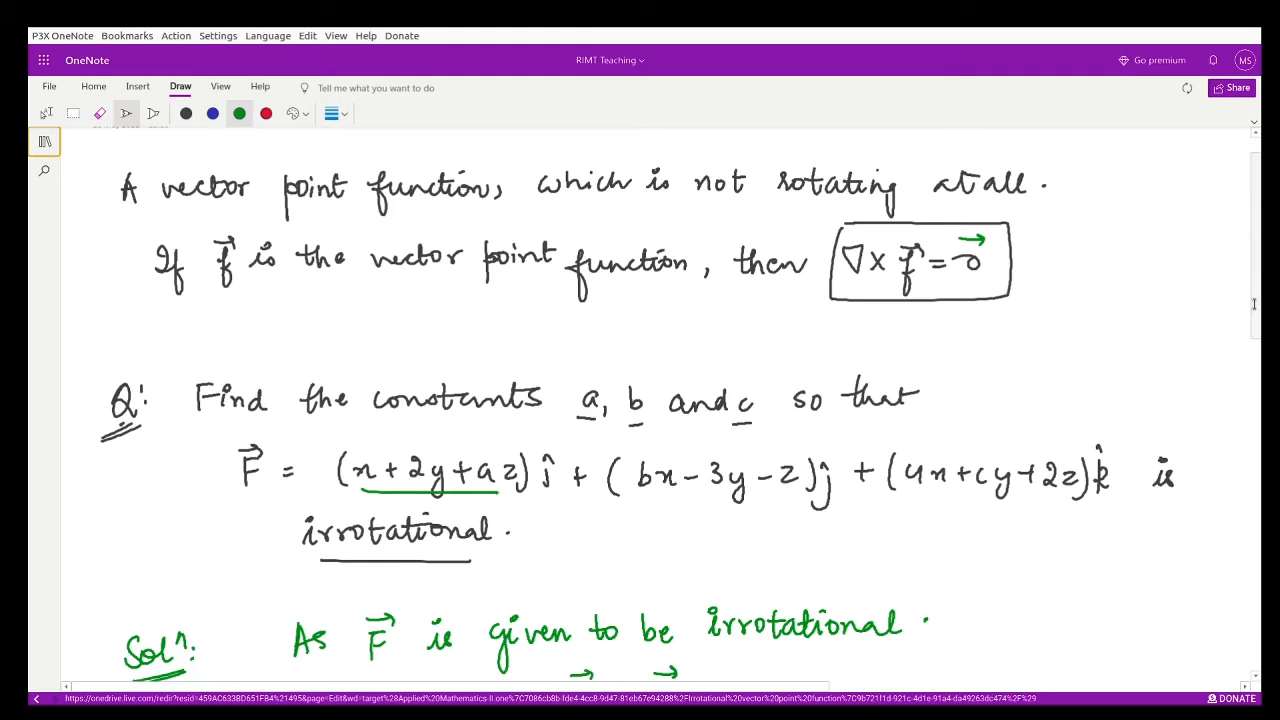 P3X OneNote Bookmarks Action Settings Language Edit View Help Donate
OneNote RIMT Teaching Go premium MS
File Home Insert Draw View Help Tell me what you want to do Share
A vector point function, which is not rotating at all.
If f⃗ is the vector point function, then ∇ × f⃗ = 0⃗
Q: Find the constants a, b and c so that
F⃗ = (x + 2y + az) î + (bx - 3y - z) ĵ + (4x + cy + 2z) k̂ is
irrotational.
Solⁿ: As F⃗ is given to be irrotational.
DONATE